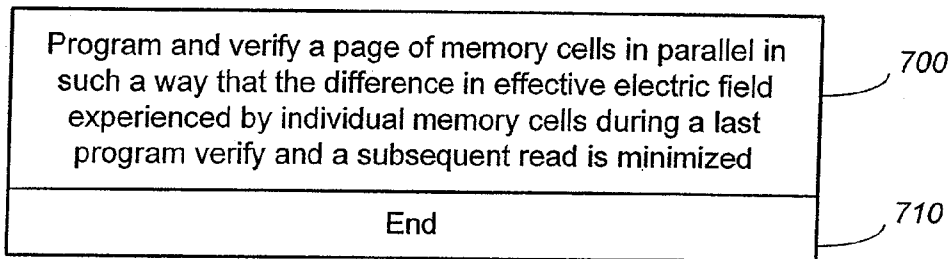 Program and verify a page of memory cells in parallel in
such a way that the difference in effective electric field
experienced by individual memory cells during a last
program verify and a subsequent read is minimized
700
End
710